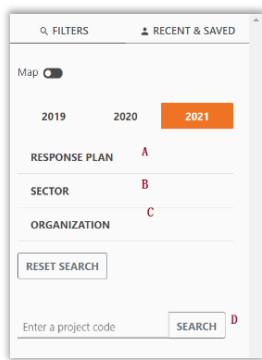 FILTERS RECENT & SAVED
Map
2019 2020 2021
RESPONSE PLAN A
SECTOR B
C
ORGANIZATION
RESET SEARCH
Enter a project code SEARCH D